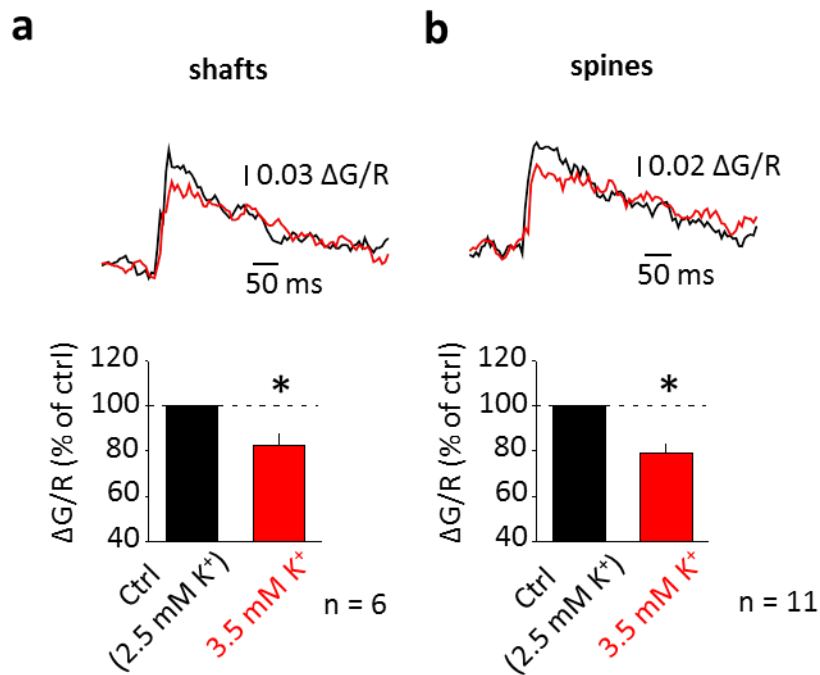 a
shafts
0.03 ΔG/R
50 ms
ΔG/R (% of ctrl)
120
100
80
60
40
*
Ctrl
(2.5 mM K⁺)
3.5 mM K⁺
n = 6
b
spines
0.02 ΔG/R
50 ms
ΔG/R (% of ctrl)
120
100
80
60
40
*
Ctrl
(2.5 mM K⁺)
3.5 mM K⁺
n = 11